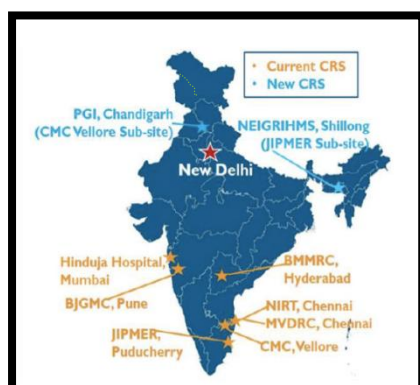 Current CRS
New CRS
PGI, Chandigarh
(CMC Vellore Sub-site)
NEIGRIHMS, Shillong
(JIPMER Sub-site)
New Delhi
Hinduja Hospital,
Mumbai
BMMRC,
Hyderabad
BJGMC, Pune
NIRT, Chennai
MVDRC, Chennai
JIPMER,
Puducherry
CMC, Vellore